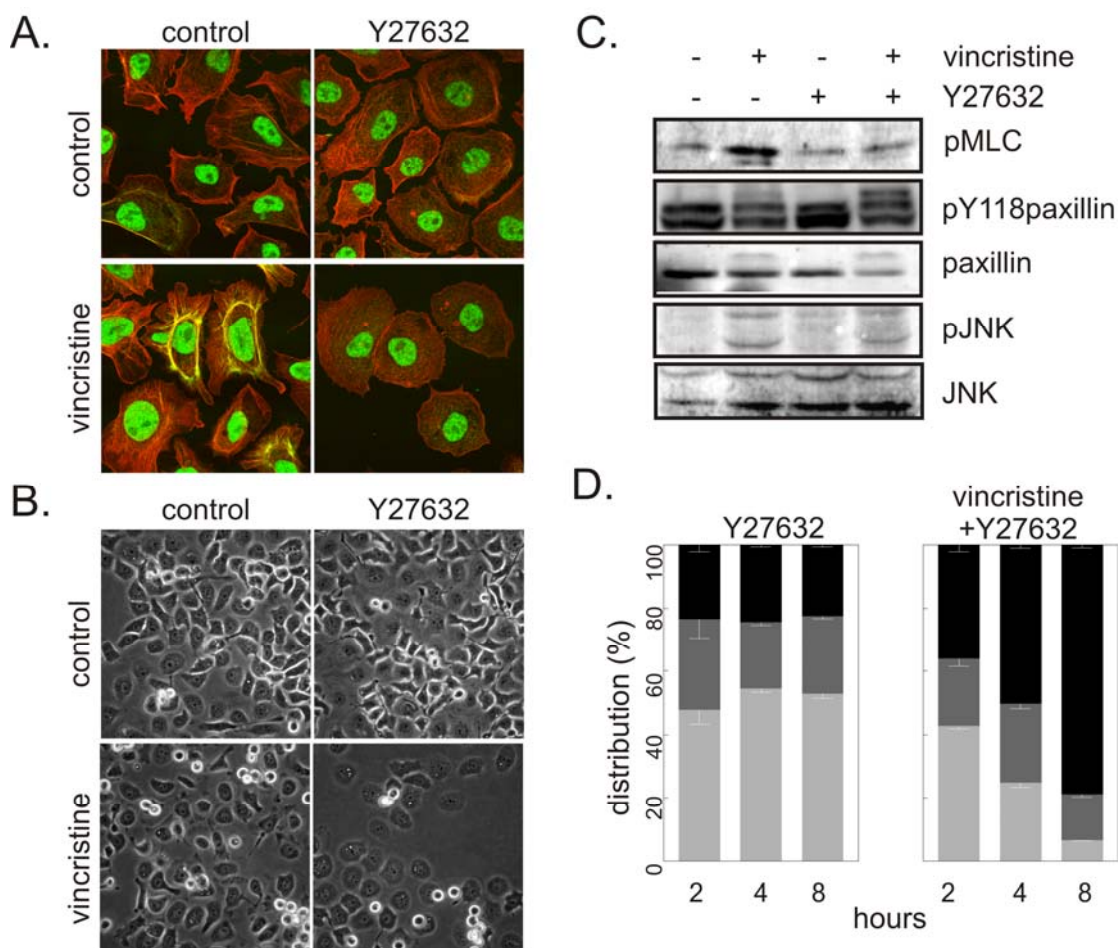 A.
control Y27632
control
vincristine
B.
control Y27632
control
vincristine
C.
- + - + vincristine
- - + + Y27632
pMLC
pY118paxillin
paxillin
pJNK
JNK
D.
Y27632
vincristine
+Y27632
distribution (%)
100
80
60
40
20
0
2 4 8 2 4 8
hours